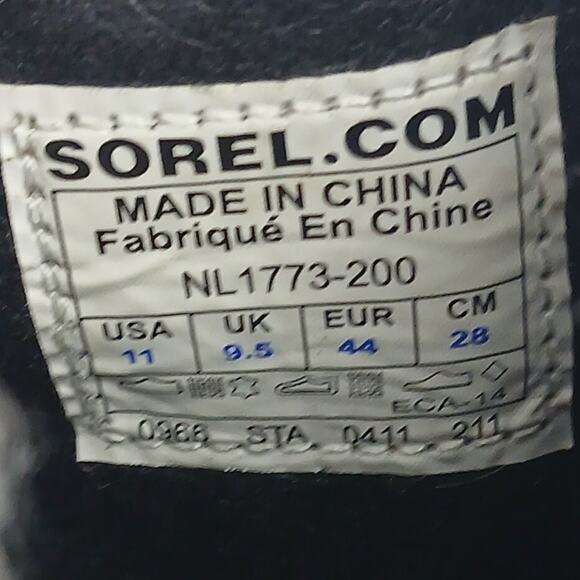 SOREL.COM
MADE IN CHINA
Fabriqué En Chine
NL1773-200
USA UK EUR CM
11 9.5 44 28
ECA-14
0966 STA 0411 211